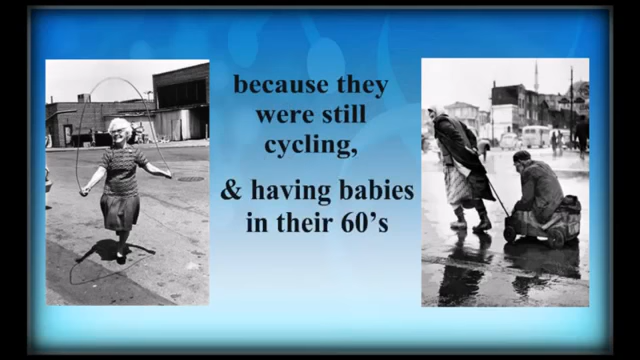 because they
were still
cycling,
& having babies
in their 60's